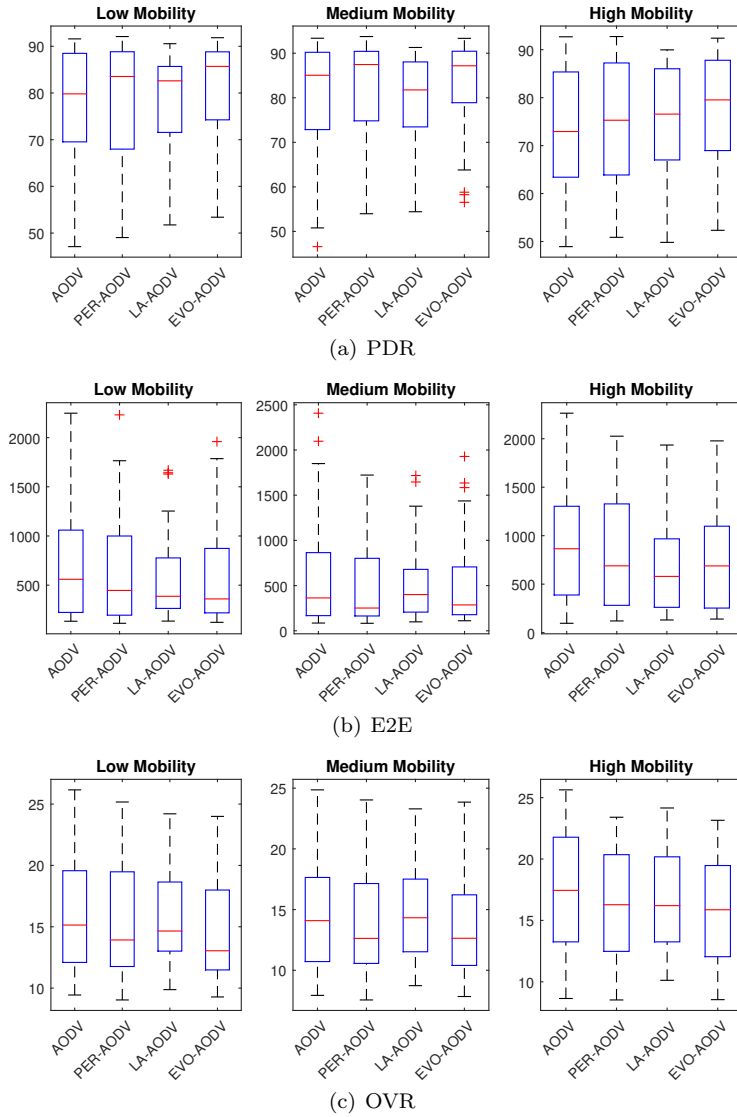 Low Mobility
Medium Mobility
High Mobility
90
80
70
60
50
90
80
70
60
50
90
80
70
60
50
AODV
PER-AODV
LA-AODV
EVO-AODV
AODV
PER-AODV
LA-AODV
EVO-AODV
AODV
PER-AODV
LA-AODV
EVO-AODV
(a) PDR
Low Mobility
Medium Mobility
High Mobility
2000
1500
1000
500
2500
2000
1500
1000
500
0
2000
1500
1000
500
0
AODV
PER-AODV
LA-AODV
EVO-AODV
AODV
PER-AODV
LA-AODV
EVO-AODV
AODV
PER-AODV
LA-AODV
EVO-AODV
(b) E2E
Low Mobility
Medium Mobility
High Mobility
25
20
15
10
25
20
15
10
25
20
15
10
AODV
PER-AODV
LA-AODV
EVO-AODV
AODV
PER-AODV
LA-AODV
EVO-AODV
AODV
PER-AODV
LA-AODV
EVO-AODV
(c) OVR